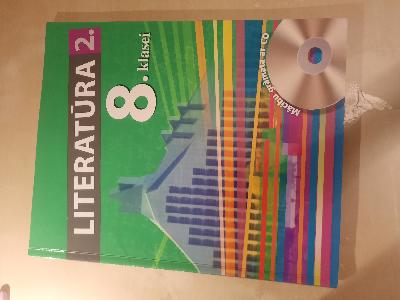 LITERATŪRA 2.
8. klasei
Mācību grāmata ar CD